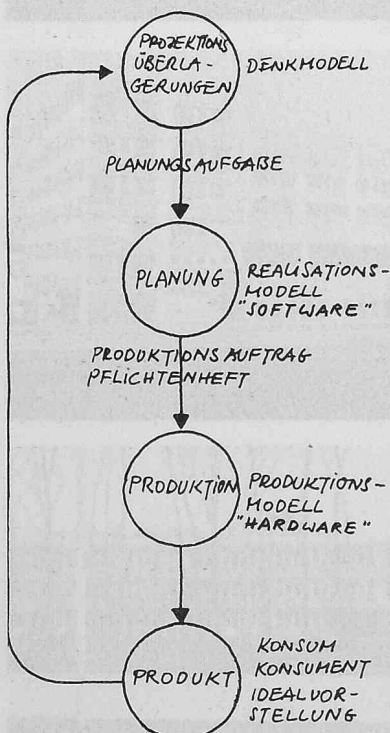 PROJEKTIONS
ÜBERLA-
GERUNGEN
DENKMODELL
PLANUNGSAUFGABE
PLANUNG
REALISATIONS-
MODELL
"SOFTWARE"
PRODUKTIONSAUFTRAG
PFLICHTENHEFT
PRODUKTION
PRODUKTIONS-
MODELL
"HARDWARE"
PRODUKT
KONSUM
KONSUMENT
IDEALVOR-
STELLUNG